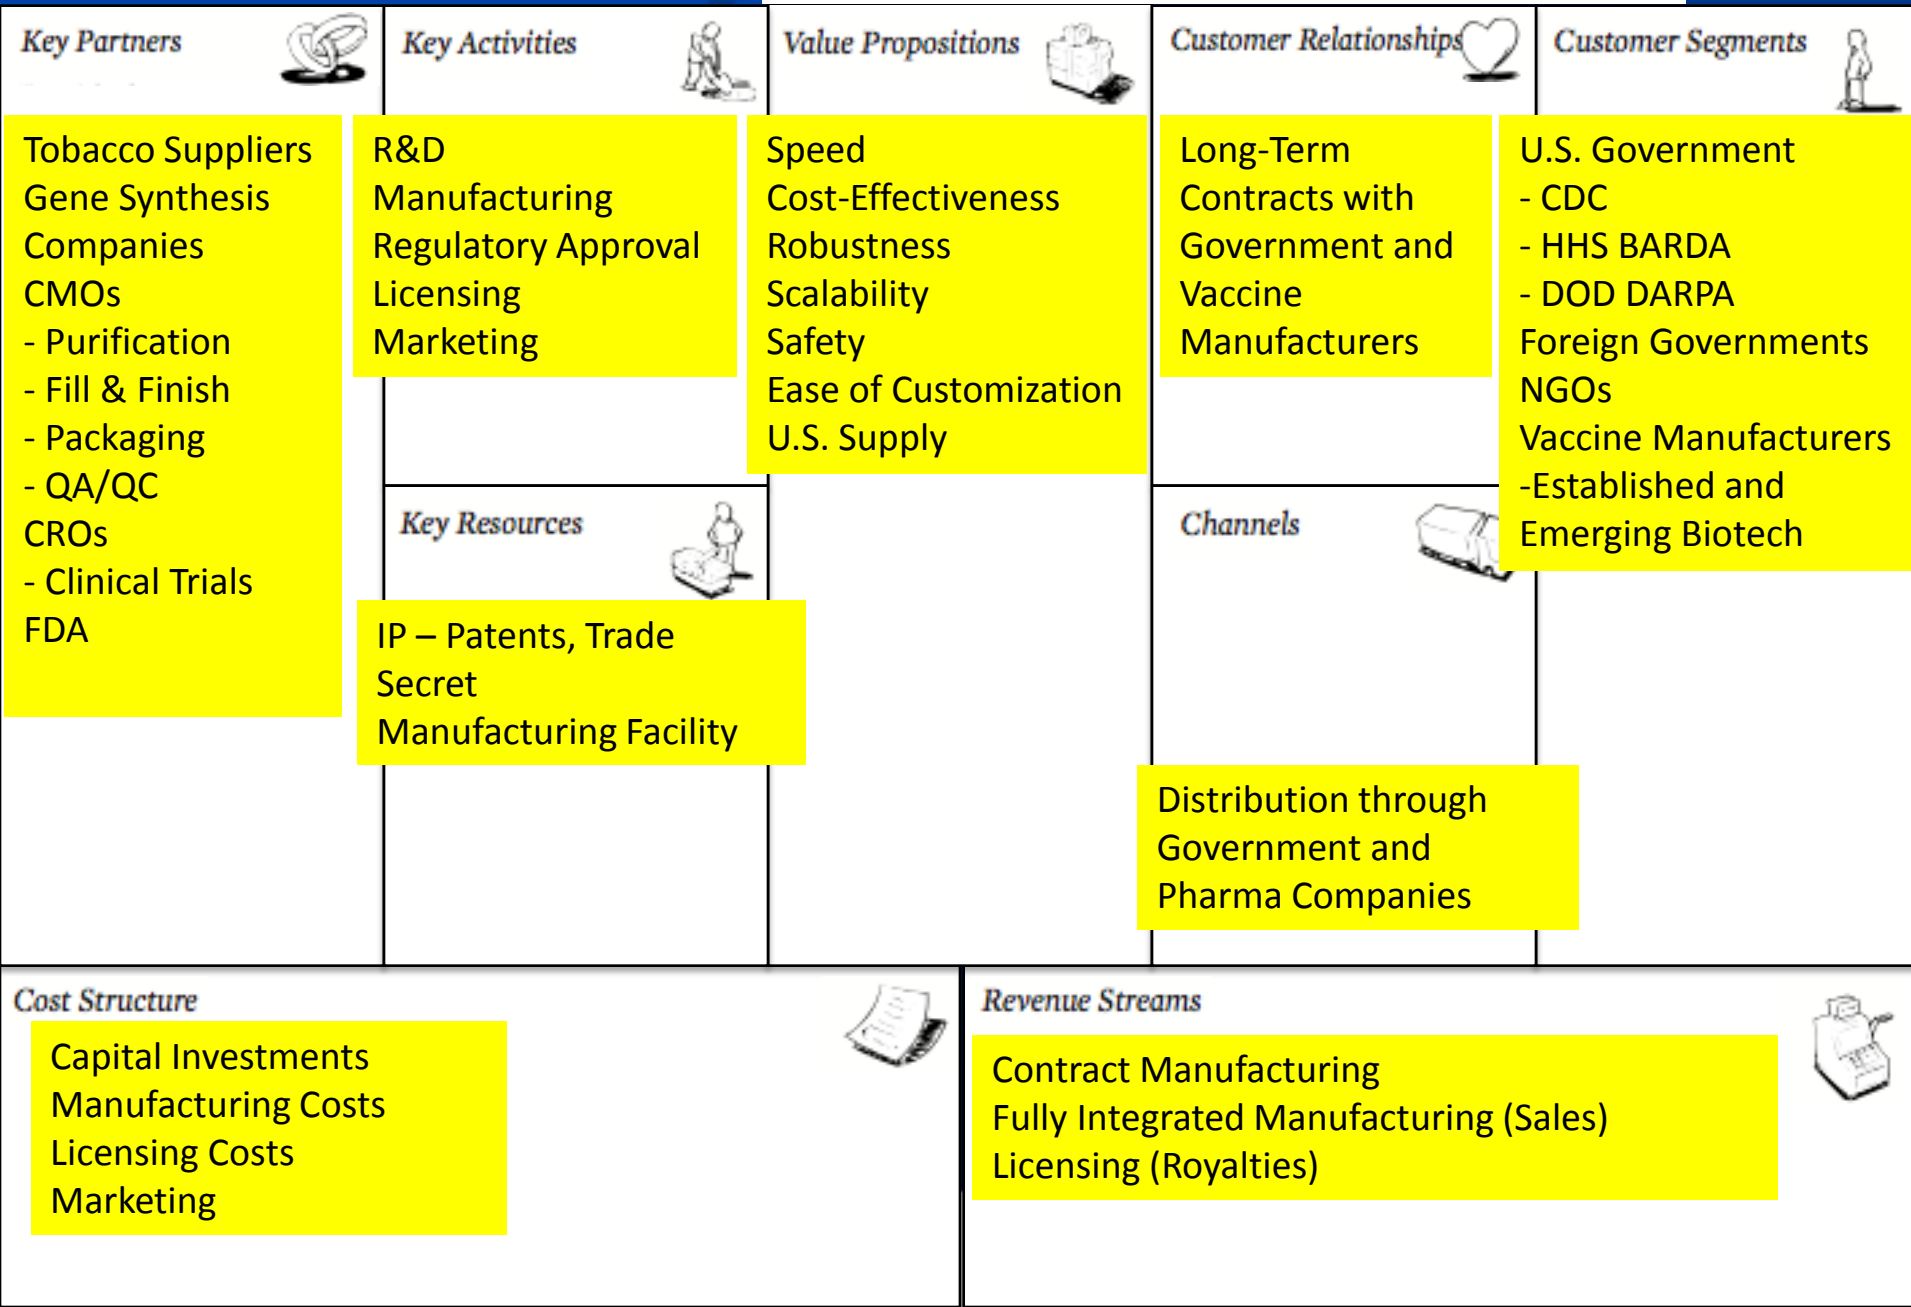 Key Partners
Tobacco Suppliers
Gene Synthesis
Companies
CMOs
- Purification
- Fill & Finish
- Packaging
- QA/QC
CROs
- Clinical Trials
FDA
Key Activities
R&D
Manufacturing
Regulatory Approval
Licensing
Marketing
Key Resources
IP – Patents, Trade
Secret
Manufacturing Facility
Value Propositions
Speed
Cost-Effectiveness
Robustness
Scalability
Safety
Ease of Customization
U.S. Supply
Customer Relationships
Long-Term
Contracts with
Government and
Vaccine
Manufacturers
Channels
Distribution through
Government and
Pharma Companies
Customer Segments
U.S. Government
- CDC
- HHS BARDA
- DOD DARPA
Foreign Governments
NGOs
Vaccine Manufacturers
-Established and
Emerging Biotech
Cost Structure
Capital Investments
Manufacturing Costs
Licensing Costs
Marketing
Revenue Streams
Contract Manufacturing
Fully Integrated Manufacturing (Sales)
Licensing (Royalties)